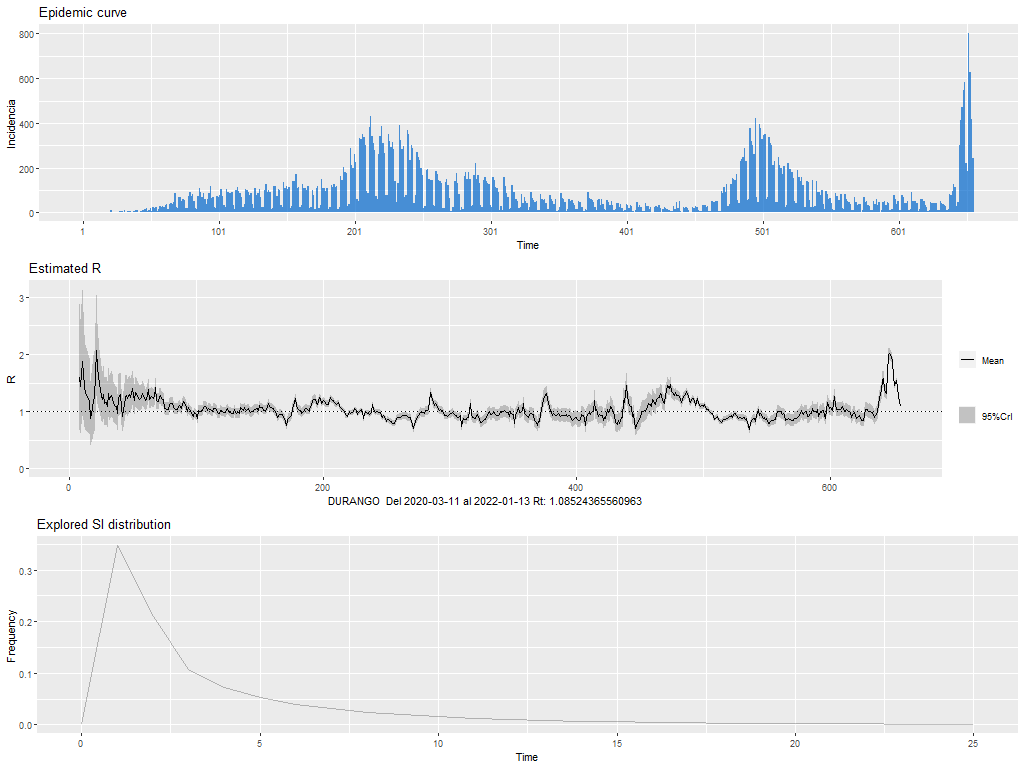 Epidemic curve
800
600
400
200
0
Incidencia
1 101 201 301 401 501 601
Time
Estimated R
3
2
1
0
R
0 200 400 600
DURANGO Del 2020-03-11 al 2022-01-13 Rt: 1.08524365560963
Mean
95%CrI
Explored SI distribution
0.3
0.2
0.1
0.0
Frequency
0 5 10 15 20 25
Time